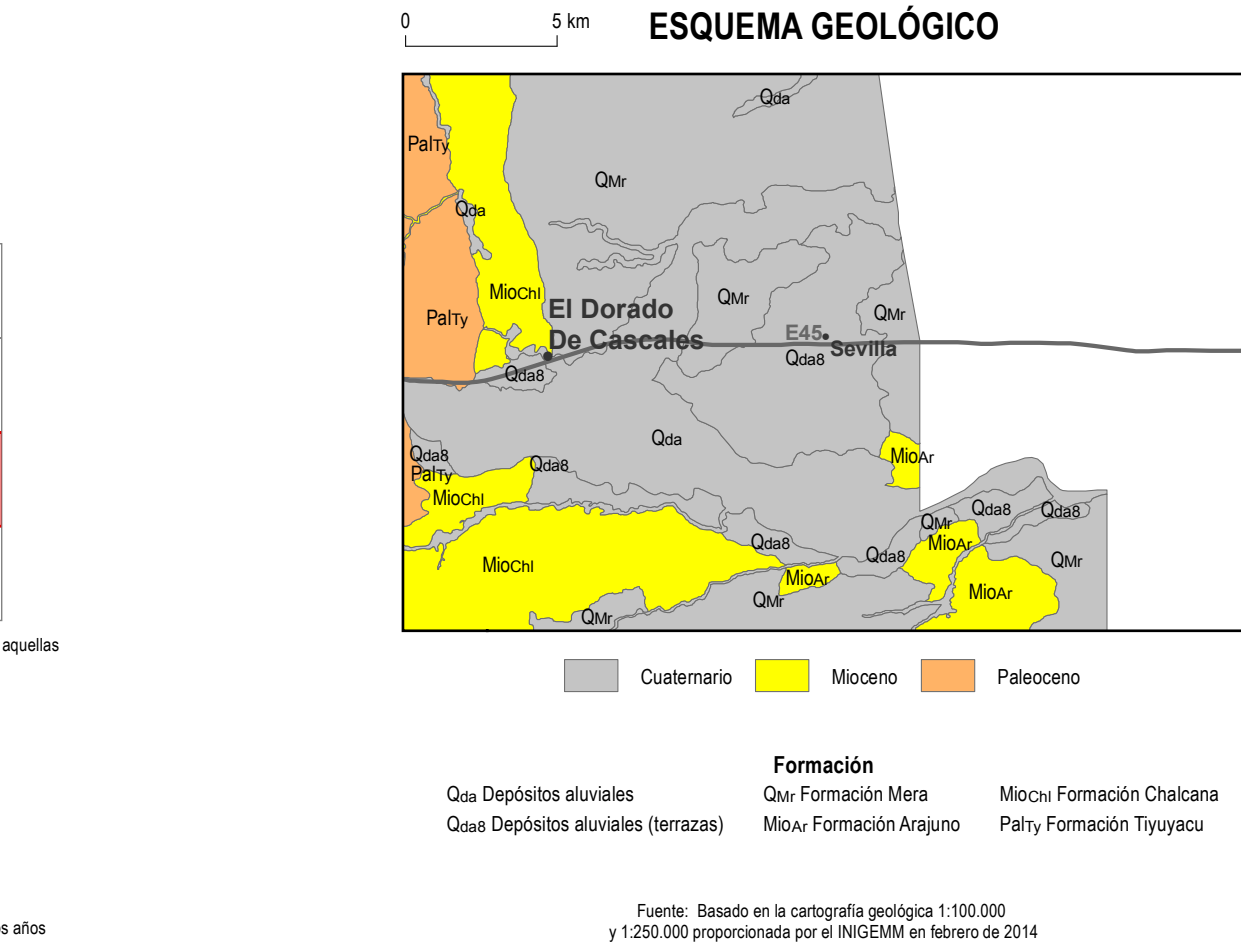 0 5 km
ESQUEMA GEOLÓGICO
Qda
PalTy
QMr
Qda
MioChl
QMr
El Dorado
De Cascales
PalTy
QMr
E45
Sevilla
Qda8
Qda8
Qda
MioAr
Qda8
Qda8
PalTy
MioChl
QMr
Qda8
Qda8
Qda8
MioAr
Qda8
MioChl
QMr
MioAr
MioAr
QMr
QMr
Cuaternario Mioceno Paleoceno
Formación
Qda Depósitos aluviales QMr Formación Mera MioChl Formación Chalcana
Qda8 Depósitos aluviales (terrazas) MioAr Formación Arajuno PalTy Formación Tiyuyacu
Fuente: Basado en la cartografía geológica 1:100.000
y 1:250.000 proporcionada por el INIGEMM en febrero de 2014
aquellas
s años